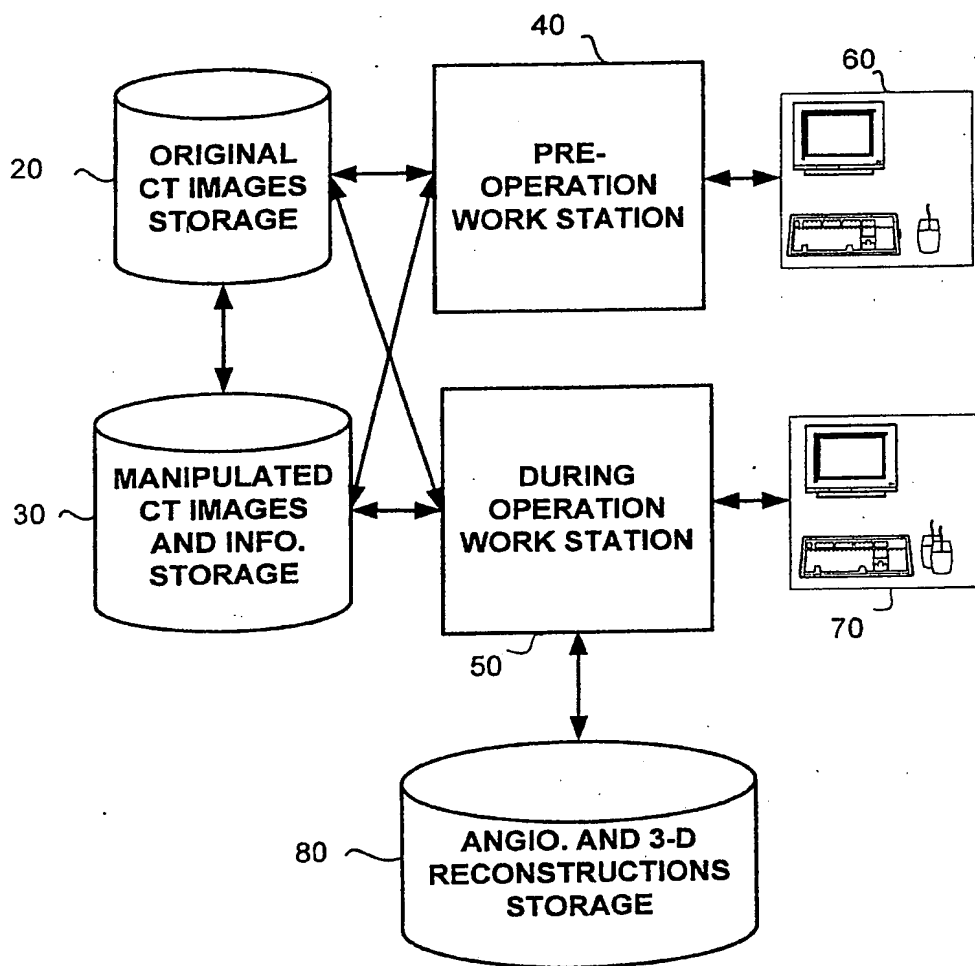 40
60
20
ORIGINAL
CT IMAGES
STORAGE
PRE-
OPERATION
WORK STATION
30
MANIPULATED
CT IMAGES
AND INFO.
STORAGE
DURING
OPERATION
WORK STATION
50
70
80
ANGIO. AND 3-D
RECONSTRUCTIONS
STORAGE